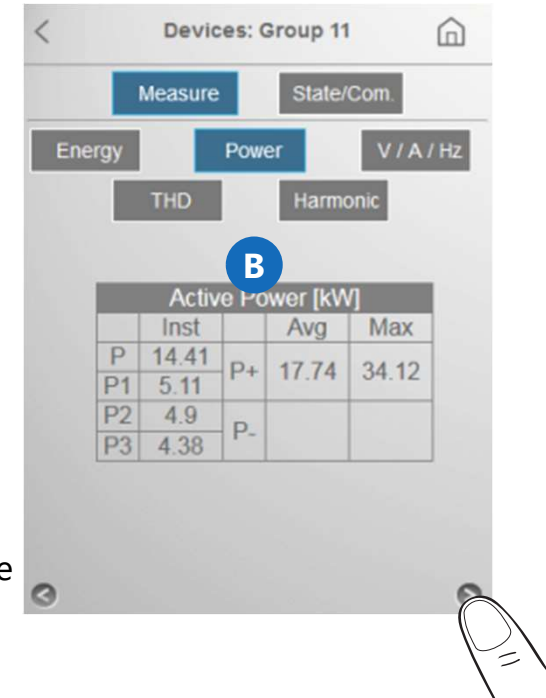 Devices: Group 11
Measure State/Com.
Energy Power V / A / Hz
THD Harmonic
B
Active Power [kW]
Inst Avg Max
P 14.41 P+ 17.74 34.12
P1 5.11
P2 4.9 P-
P3 4.38
e